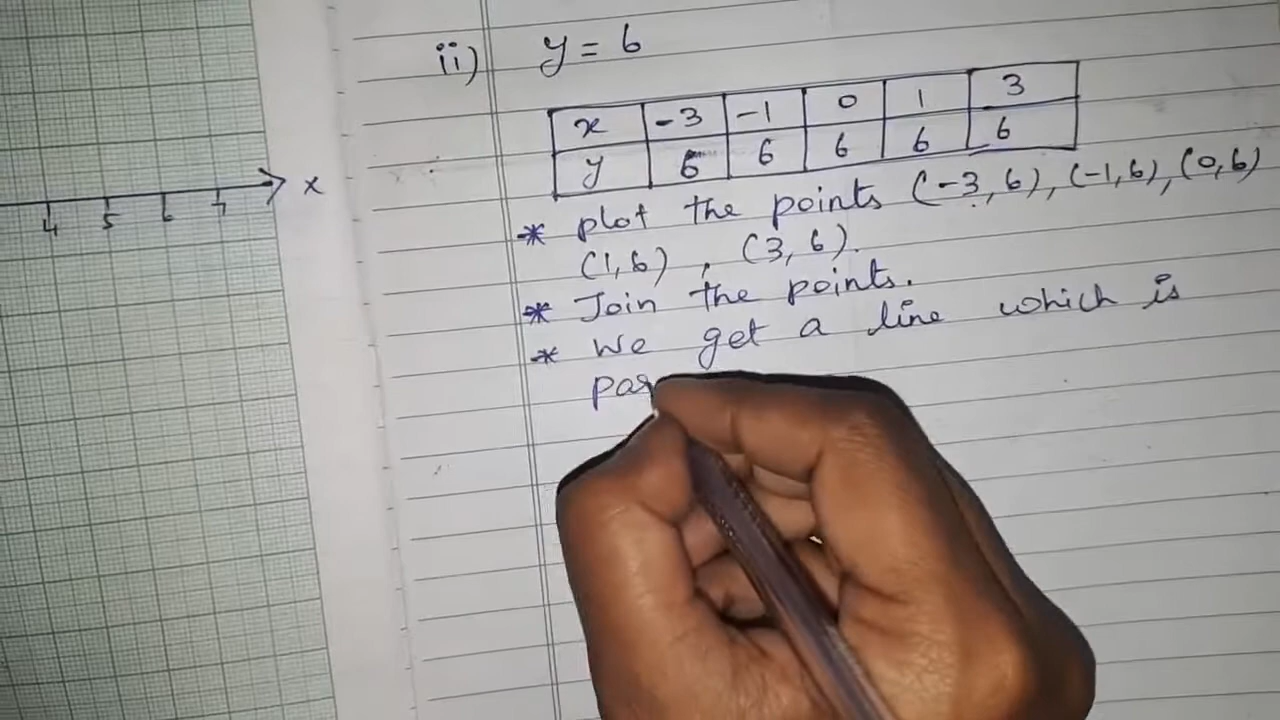 4 5 6 7 x
ii) y = 6
x -3 -1 0 1 3
y 6 6 6 6 6
* plot the points (-3, 6), (-1, 6), (0, 6)
(1, 6) , (3, 6).
* Join the points.
* We get a line which is
par